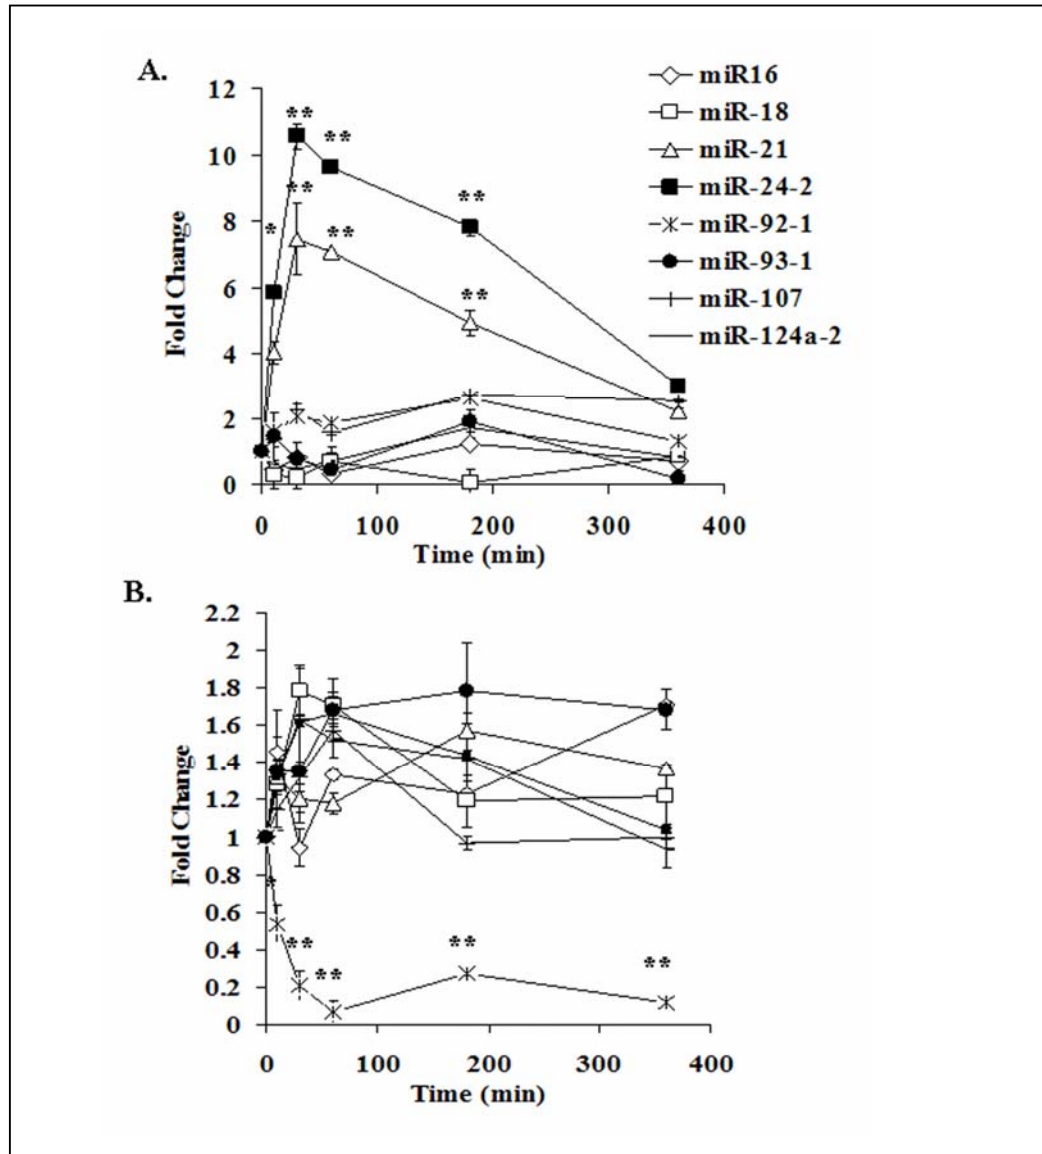 A.
miR16
miR-18
miR-21
miR-24-2
miR-92-1
miR-93-1
miR-107
miR-124a-2
12
10
8
6
4
2
0
Fold Change
**
**
**
*
**
**
**
0
100
200
300
400
Time (min)
B.
2.2
2
1.8
1.6
1.4
1.2
1
0.8
0.6
0.4
0.2
0
Fold Change
*
**
**
**
**
0
100
200
300
400
Time (min)